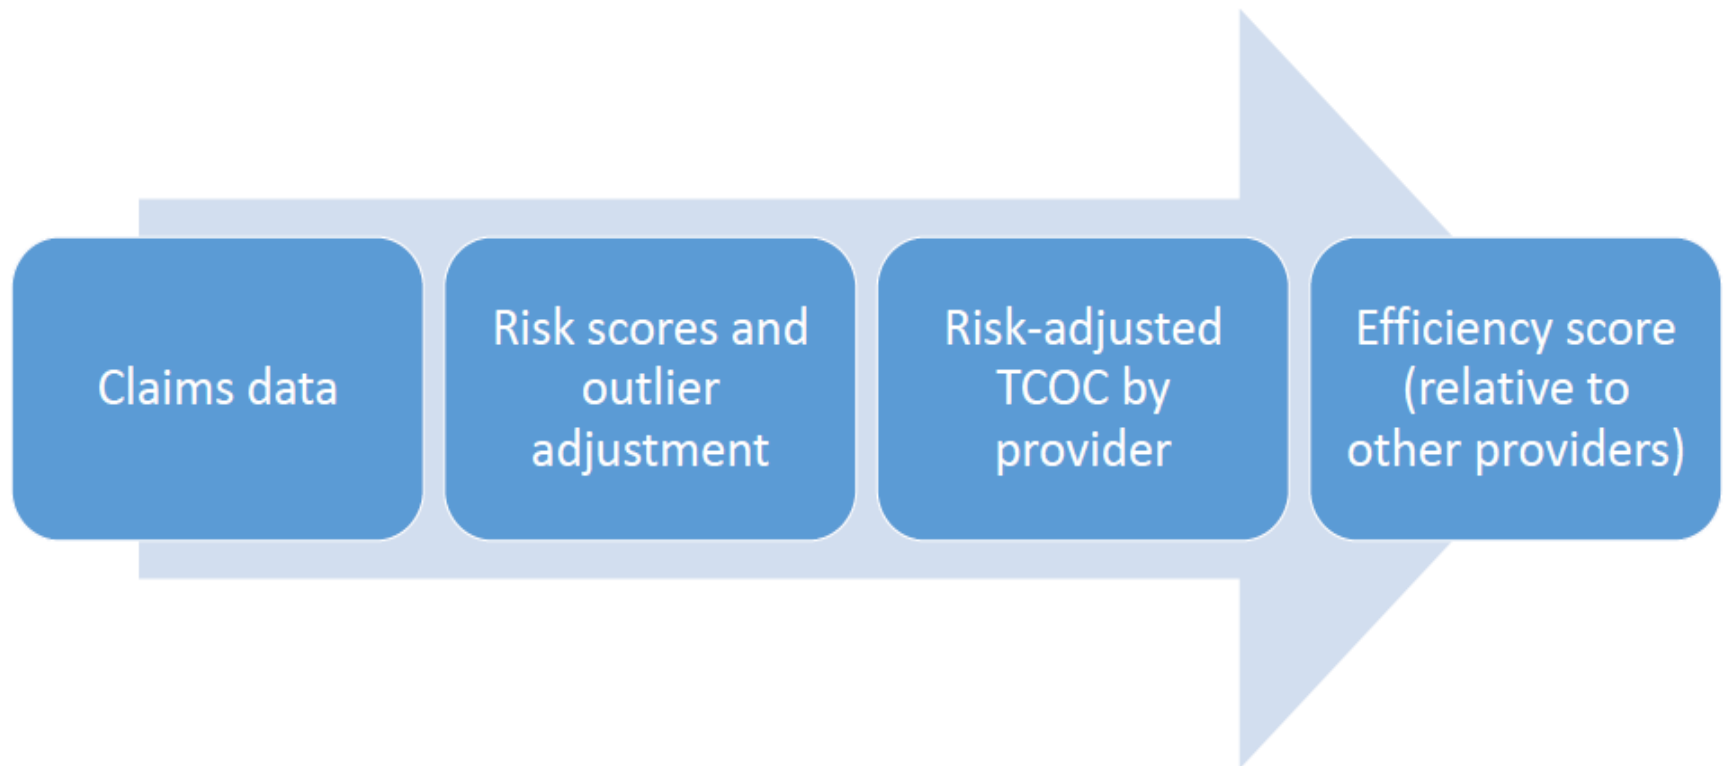 Claims data
Risk scores and
outlier
adjustment
Risk-adjusted
TCOC by
provider
Efficiency score
(relative to
other providers)